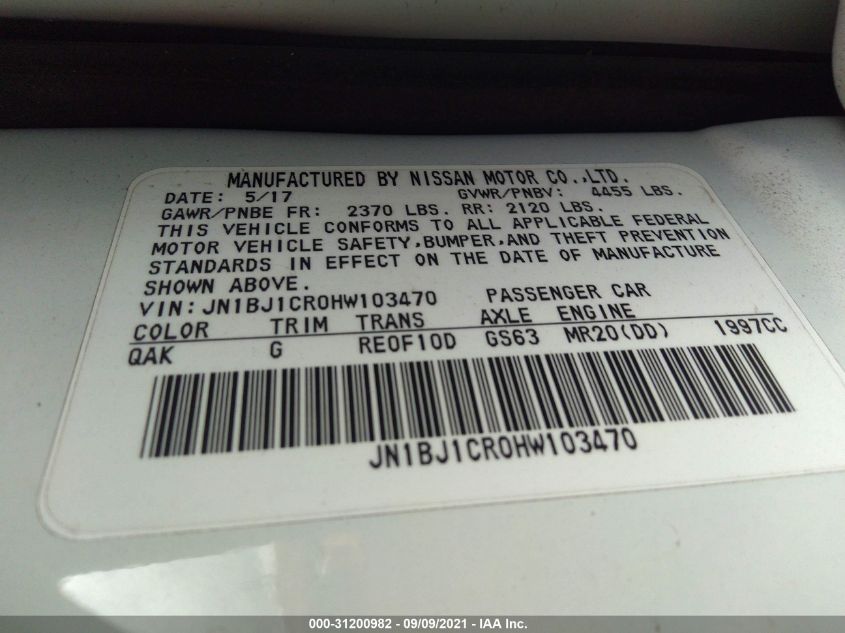 MANUFACTURED BY NISSAN MOTOR CO.,LTD.
DATE: 5/17 GVWR/PNBV: 4455 LBS.
GAWR/PNBE FR: 2370 LBS. RR: 2120 LBS.
THIS VEHICLE CONFORMS TO ALL APPLICABLE FEDERAL
MOTOR VEHICLE SAFETY,BUMPER,AND THEFT PREVENTION
STANDARDS IN EFFECT ON THE DATE OF MANUFACTURE
SHOWN ABOVE.
VIN:JN1BJ1CR0HW103470 PASSENGER CAR
COLOR TRIM TRANS AXLE ENGINE
QAK G RE0F10D GS63 MR20(DD) 1997CC
JN1BJ1CR0HW103470
000-31200982 - 09/09/2021 - IAA Inc.